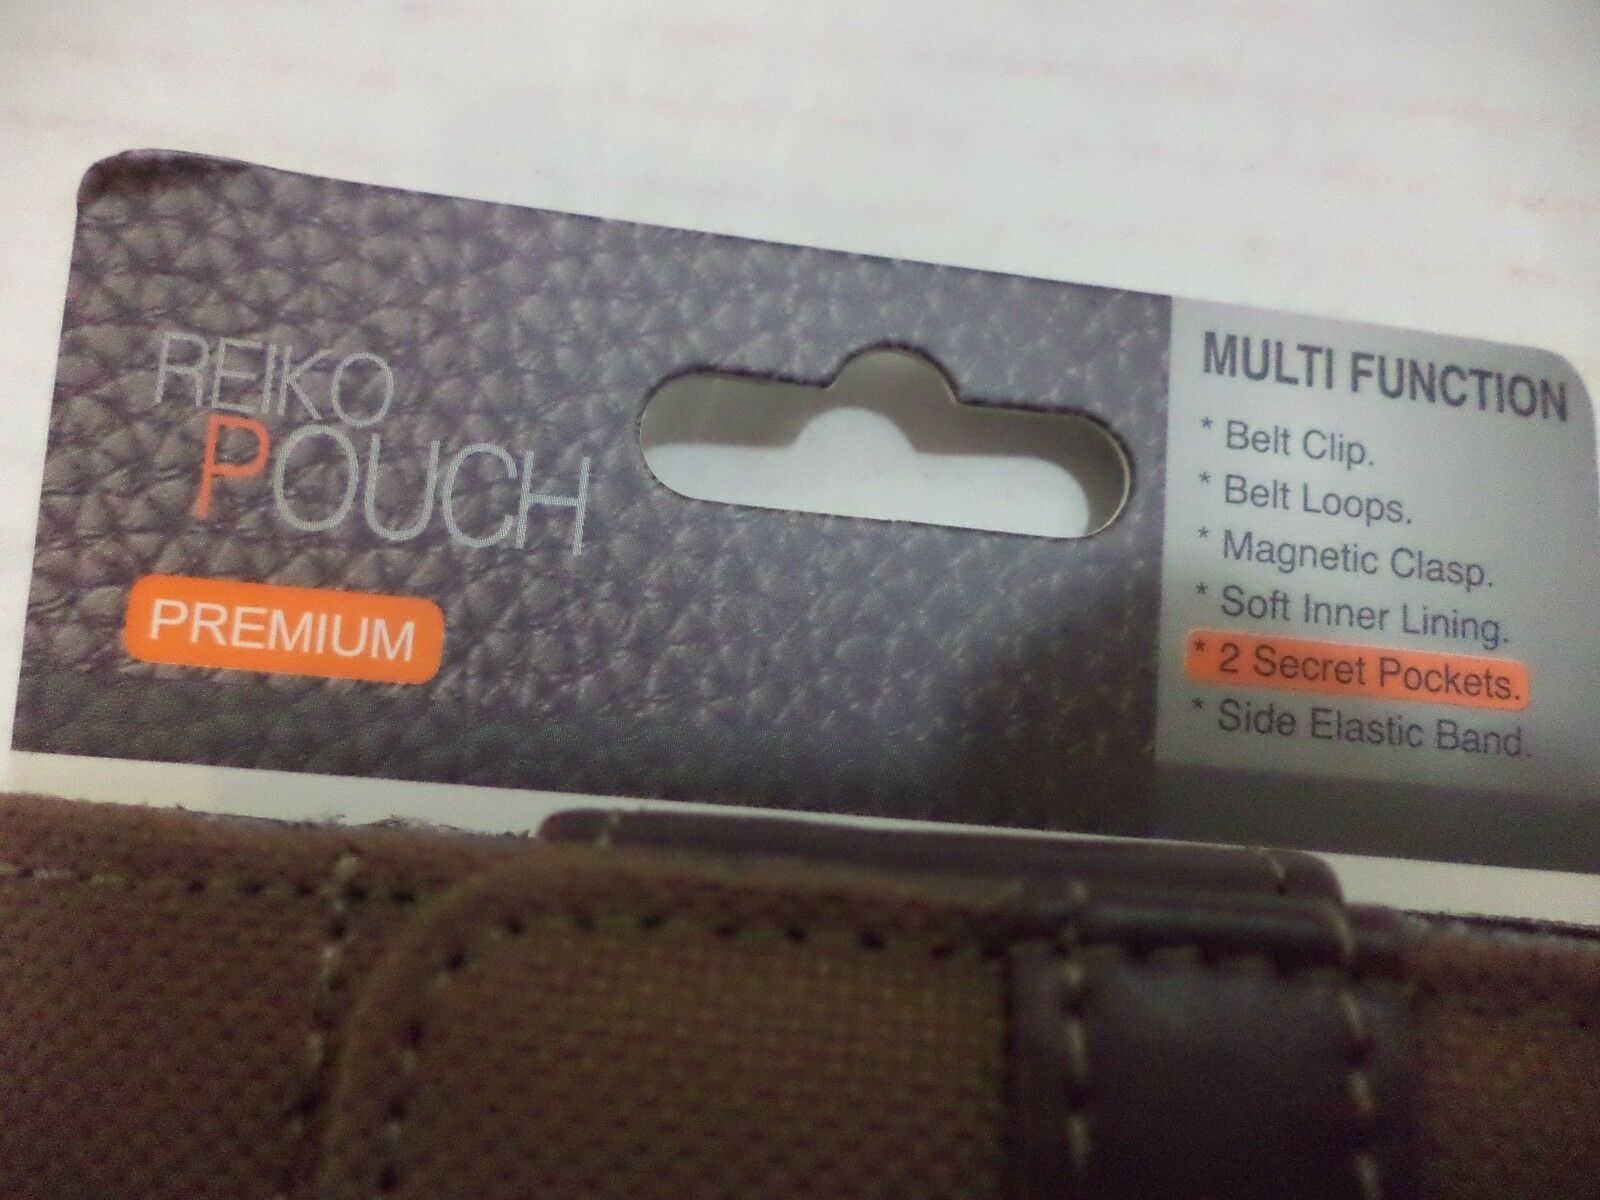 REIKO
POUCH
PREMIUM
MULTI FUNCTION
* Belt Clip.
* Belt Loops.
* Magnetic Clasp.
* Soft Inner Lining.
* 2 Secret Pockets.
* Side Elastic Band.